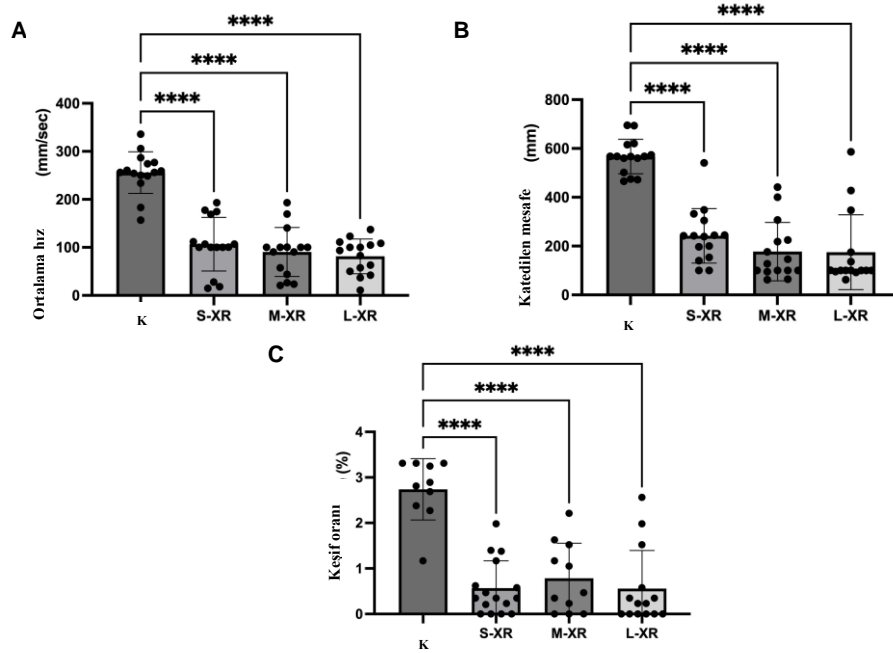 A
****
****
****
Ortalama hız (mm/sec)
400
300
200
100
0
K S-XR M-XR L-XR
B
****
****
****
Katedilen mesafe (mm)
800
600
400
200
0
K S-XR M-XR L-XR
C
****
****
****
Keşif oranı (%)
4
3
2
1
0
K S-XR M-XR L-XR